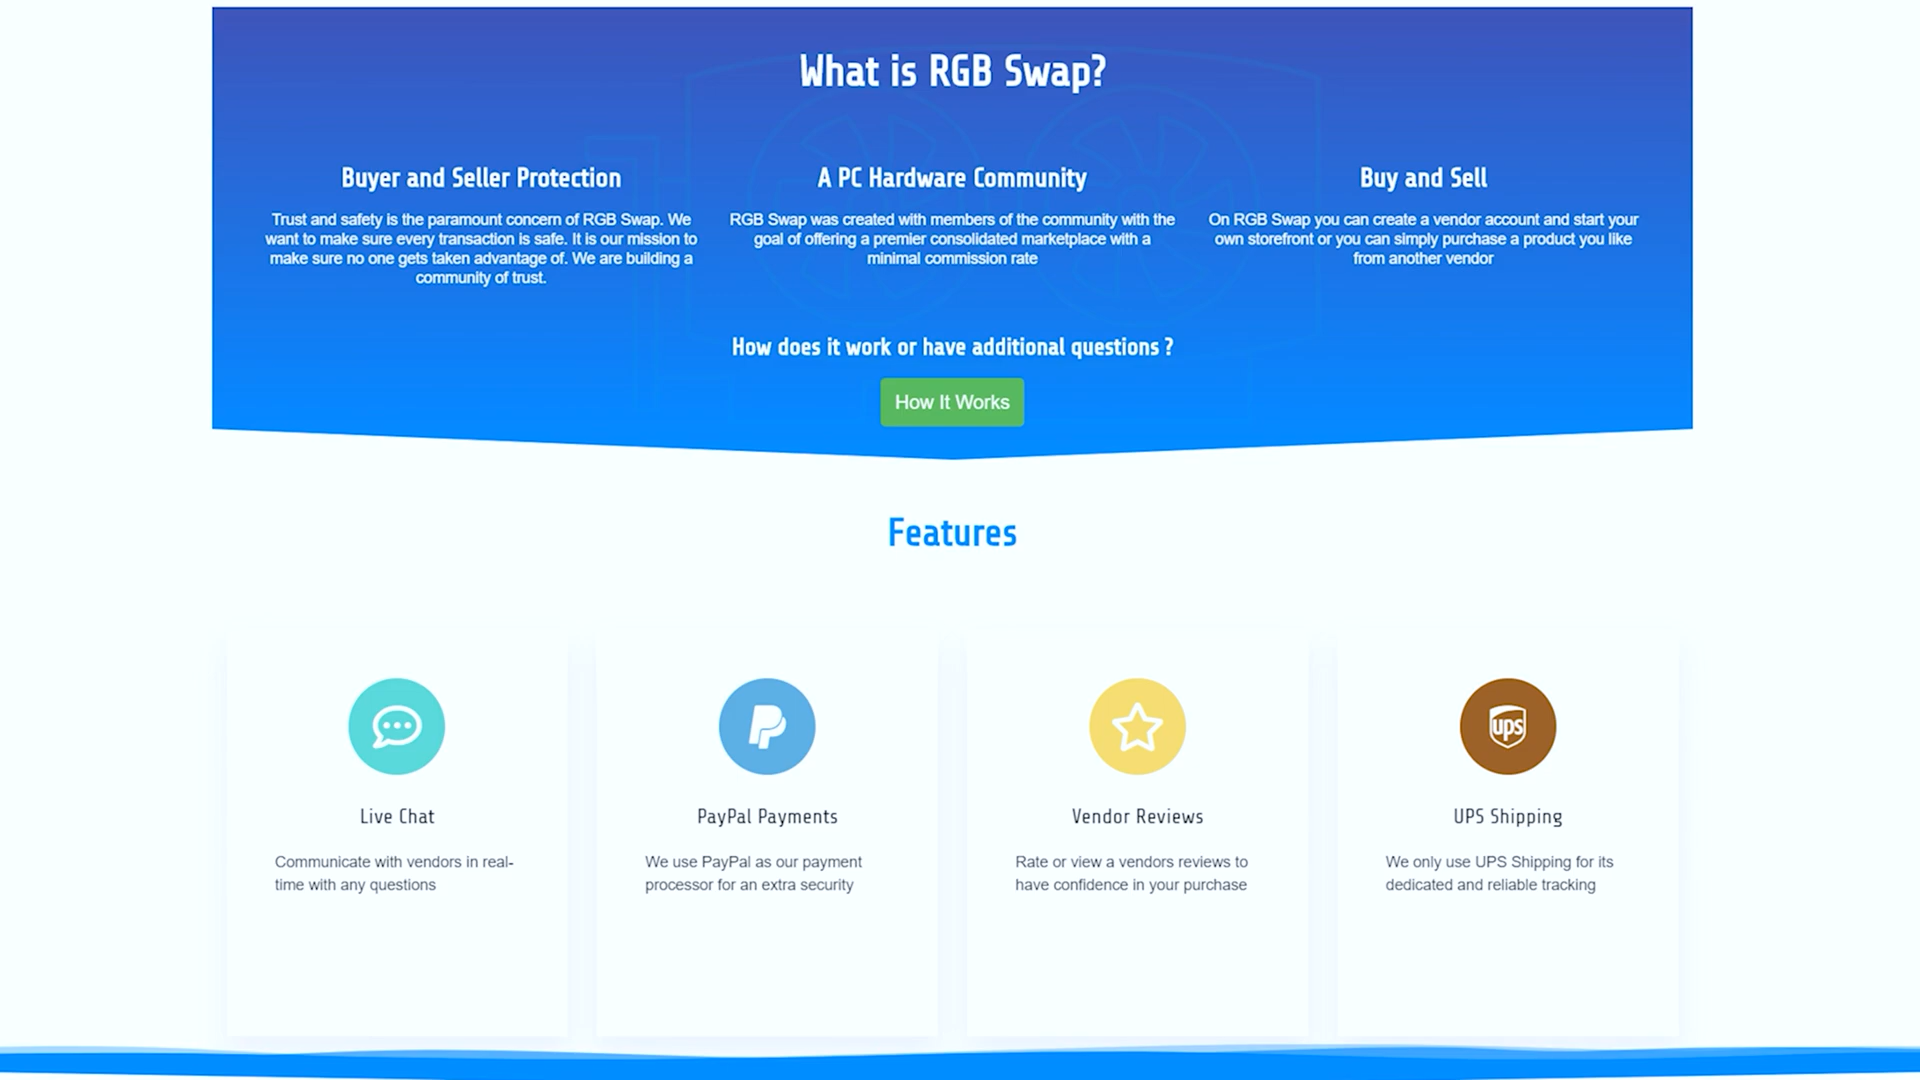 What is RGB Swap?
Buyer and Seller Protection
Trust and safety is the paramount concern of RGB Swap. We
want to make sure every transaction is safe. It is our mission to
make sure no one gets taken advantage of. We are building a
community of trust.
A PC Hardware Community
RGB Swap was created with members of the community with the
goal of offering a premier consolidated marketplace with a
minimal commission rate
Buy and Sell
On RGB Swap you can create a vendor account and start your
own storefront or you can simply purchase a product you like
from another vendor
How does it work or have additional questions ?
How It Works
Features
Live Chat
Communicate with vendors in real-
time with any questions
PayPal Payments
We use PayPal as our payment
processor for an extra security
Vendor Reviews
Rate or view a vendors reviews to
have confidence in your purchase
ups
UPS Shipping
We only use UPS Shipping for its
dedicated and reliable tracking